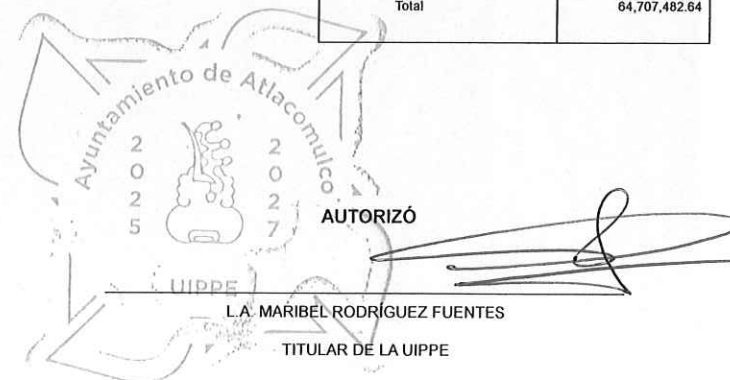 Total 64,707,482.64
Ayuntamiento de Atlacomulco
2025 2027
AUTORIZÓ
UIPPE
L.A. MARIBEL RODRÍGUEZ FUENTES
TITULAR DE LA UIPPE